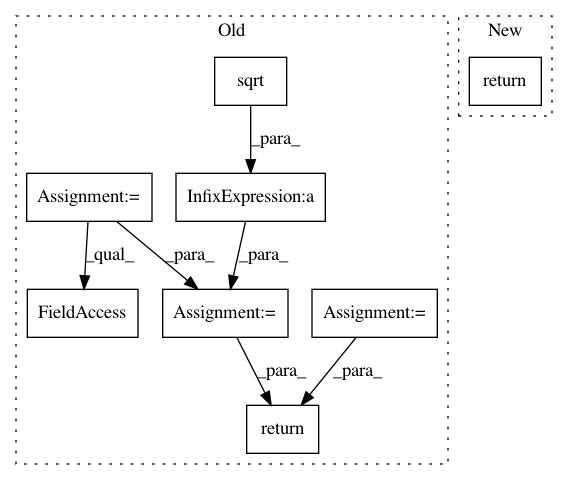 Old
New
sqrt
return
_para_
Assignment:=
InfixExpression:a
_qual_
_para_
_para_
FieldAccess
Assignment:=
Assignment:=
_para_
_para_
return